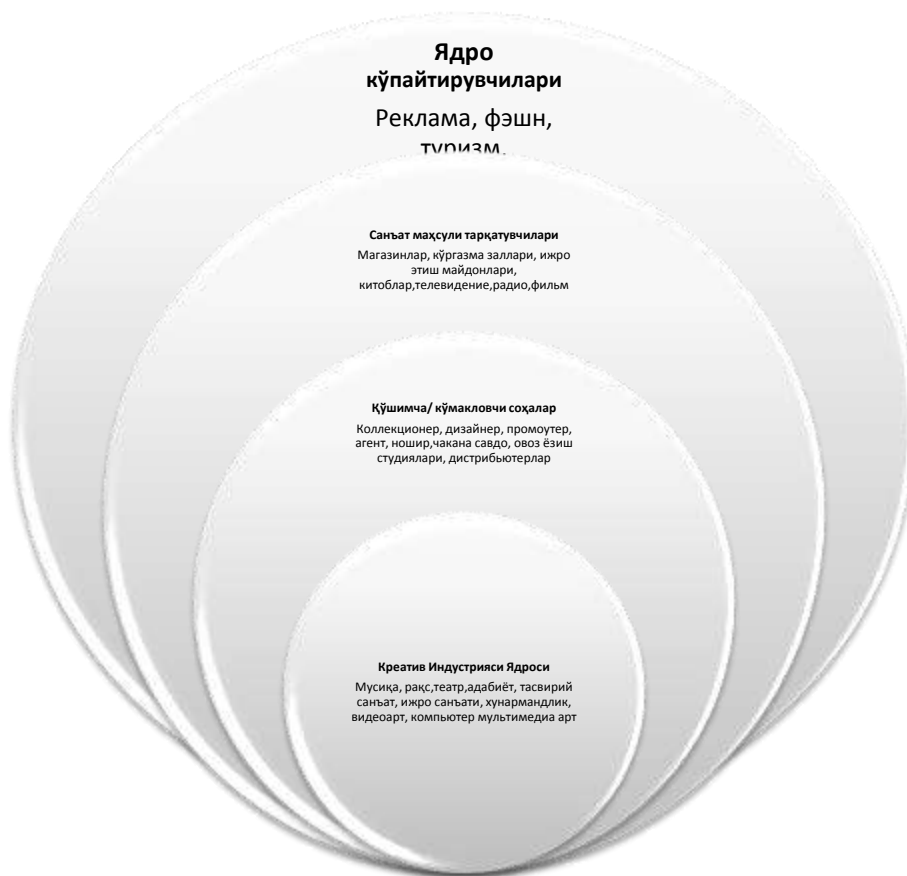 Ядро
кўпайтирувчилари
Реклама, фэшн,
туризм,
Санъат маҳсули тарқатувчилари
Магазинлар, кўргазма заллари, ижро
этиш майдонлари,
китоблар,телевидение,радио,фильм
Қўшимча/ кўмакловчи соҳалар
Коллекционер, дизайнер, промоутер,
агент, ношир,чакана савдо, овоз ёзиш
студиялари, дистрибьютерлар
Креатив Индустрияси Ядроси
Мусиқа, рақс,театр,адабиёт, тасвирий
санъат, ижро санъати, хунармандлик,
видеоарт, компьютер мультимедиа арт